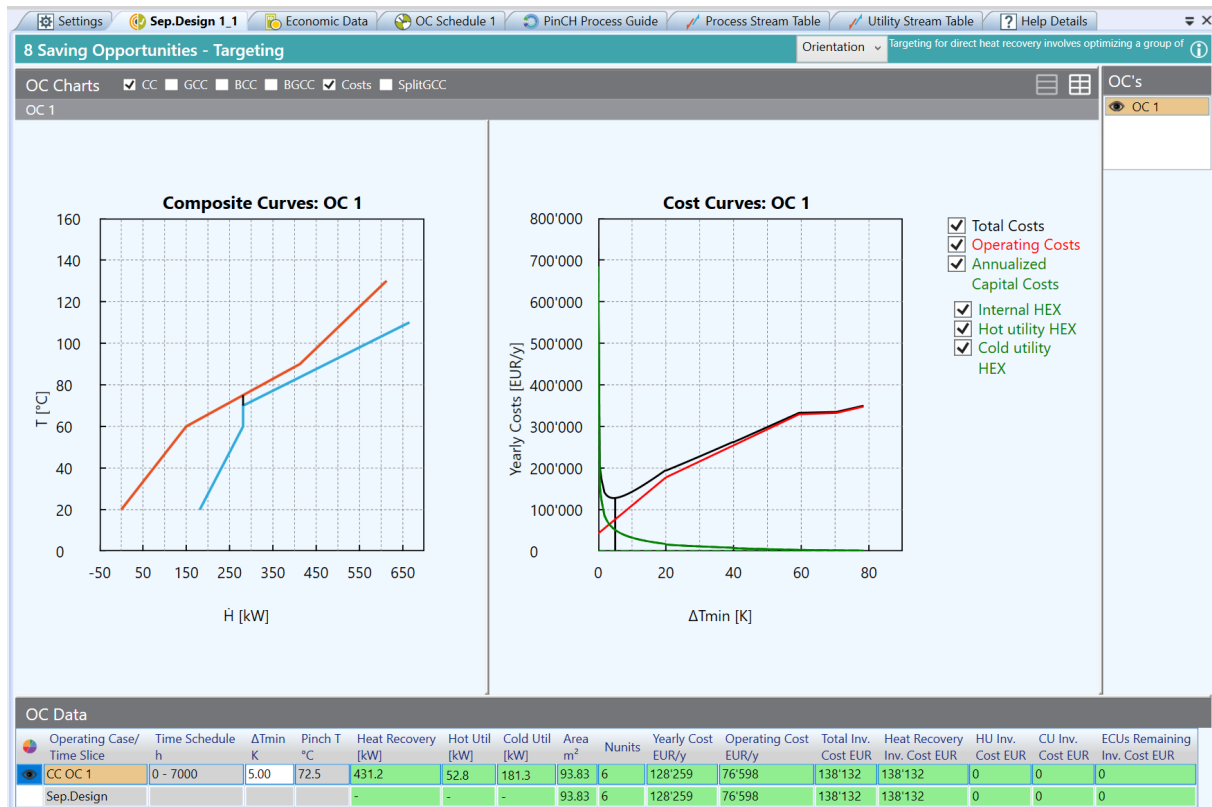 Settings Sep.Design 1_1 Economic Data OC Schedule 1 PinCH Process Guide Process Stream Table Utility Stream Table Help Details
8 Saving Opportunities - Targeting Orientation Targeting for direct heat recovery involves optimizing a group of
OC Charts CC GCC BCC BGCC Costs SplitGCC OC's
OC 1 OC 1
Composite Curves: OC 1
160
140
120
100
80
60
40
20
0
T [°C]
-50 50 150 250 350 450 550 650
Ḣ [kW]
Cost Curves: OC 1
800'000
700'000
600'000
500'000
400'000
300'000
200'000
100'000
0
Yearly Costs [EUR/y]
0 20 40 60 80
ΔTmin [K]
Total Costs
Operating Costs
Annualized
Capital Costs
Internal HEX
Hot utility HEX
Cold utility
HEX
OC Data
Operating Case/ Time Schedule ΔTmin Pinch T Heat Recovery Hot Util Cold Util Area Nunits Yearly Cost Operating Cost Total Inv. Heat Recovery HU Inv. CU Inv. ECUs Remaining
Time Slice h K °C [kW] [kW] [kW] m² EUR/y EUR/y Cost EUR Inv. Cost EUR Cost EUR Cost EUR Inv. Cost EUR
CC OC 1 0 - 7000 5.00 72.5 431.2 52.8 181.3 93.83 6 128'259 76'598 138'132 138'132 0 0 0
Sep.Design - - - 93.83 6 128'259 76'598 138'132 138'132 0 0 0